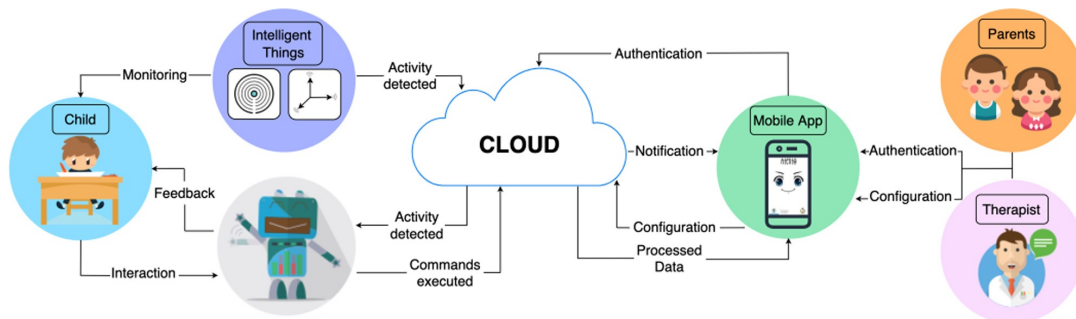 Intelligent
Things
Parents
Monitoring
Activity
detected
Authentication
Child
Mobile App
CLOUD
Notification
Authentication
Feedback
Configuration
Therapist
Activity
detected
Configuration
Processed
Data
Interaction
Commands
executed